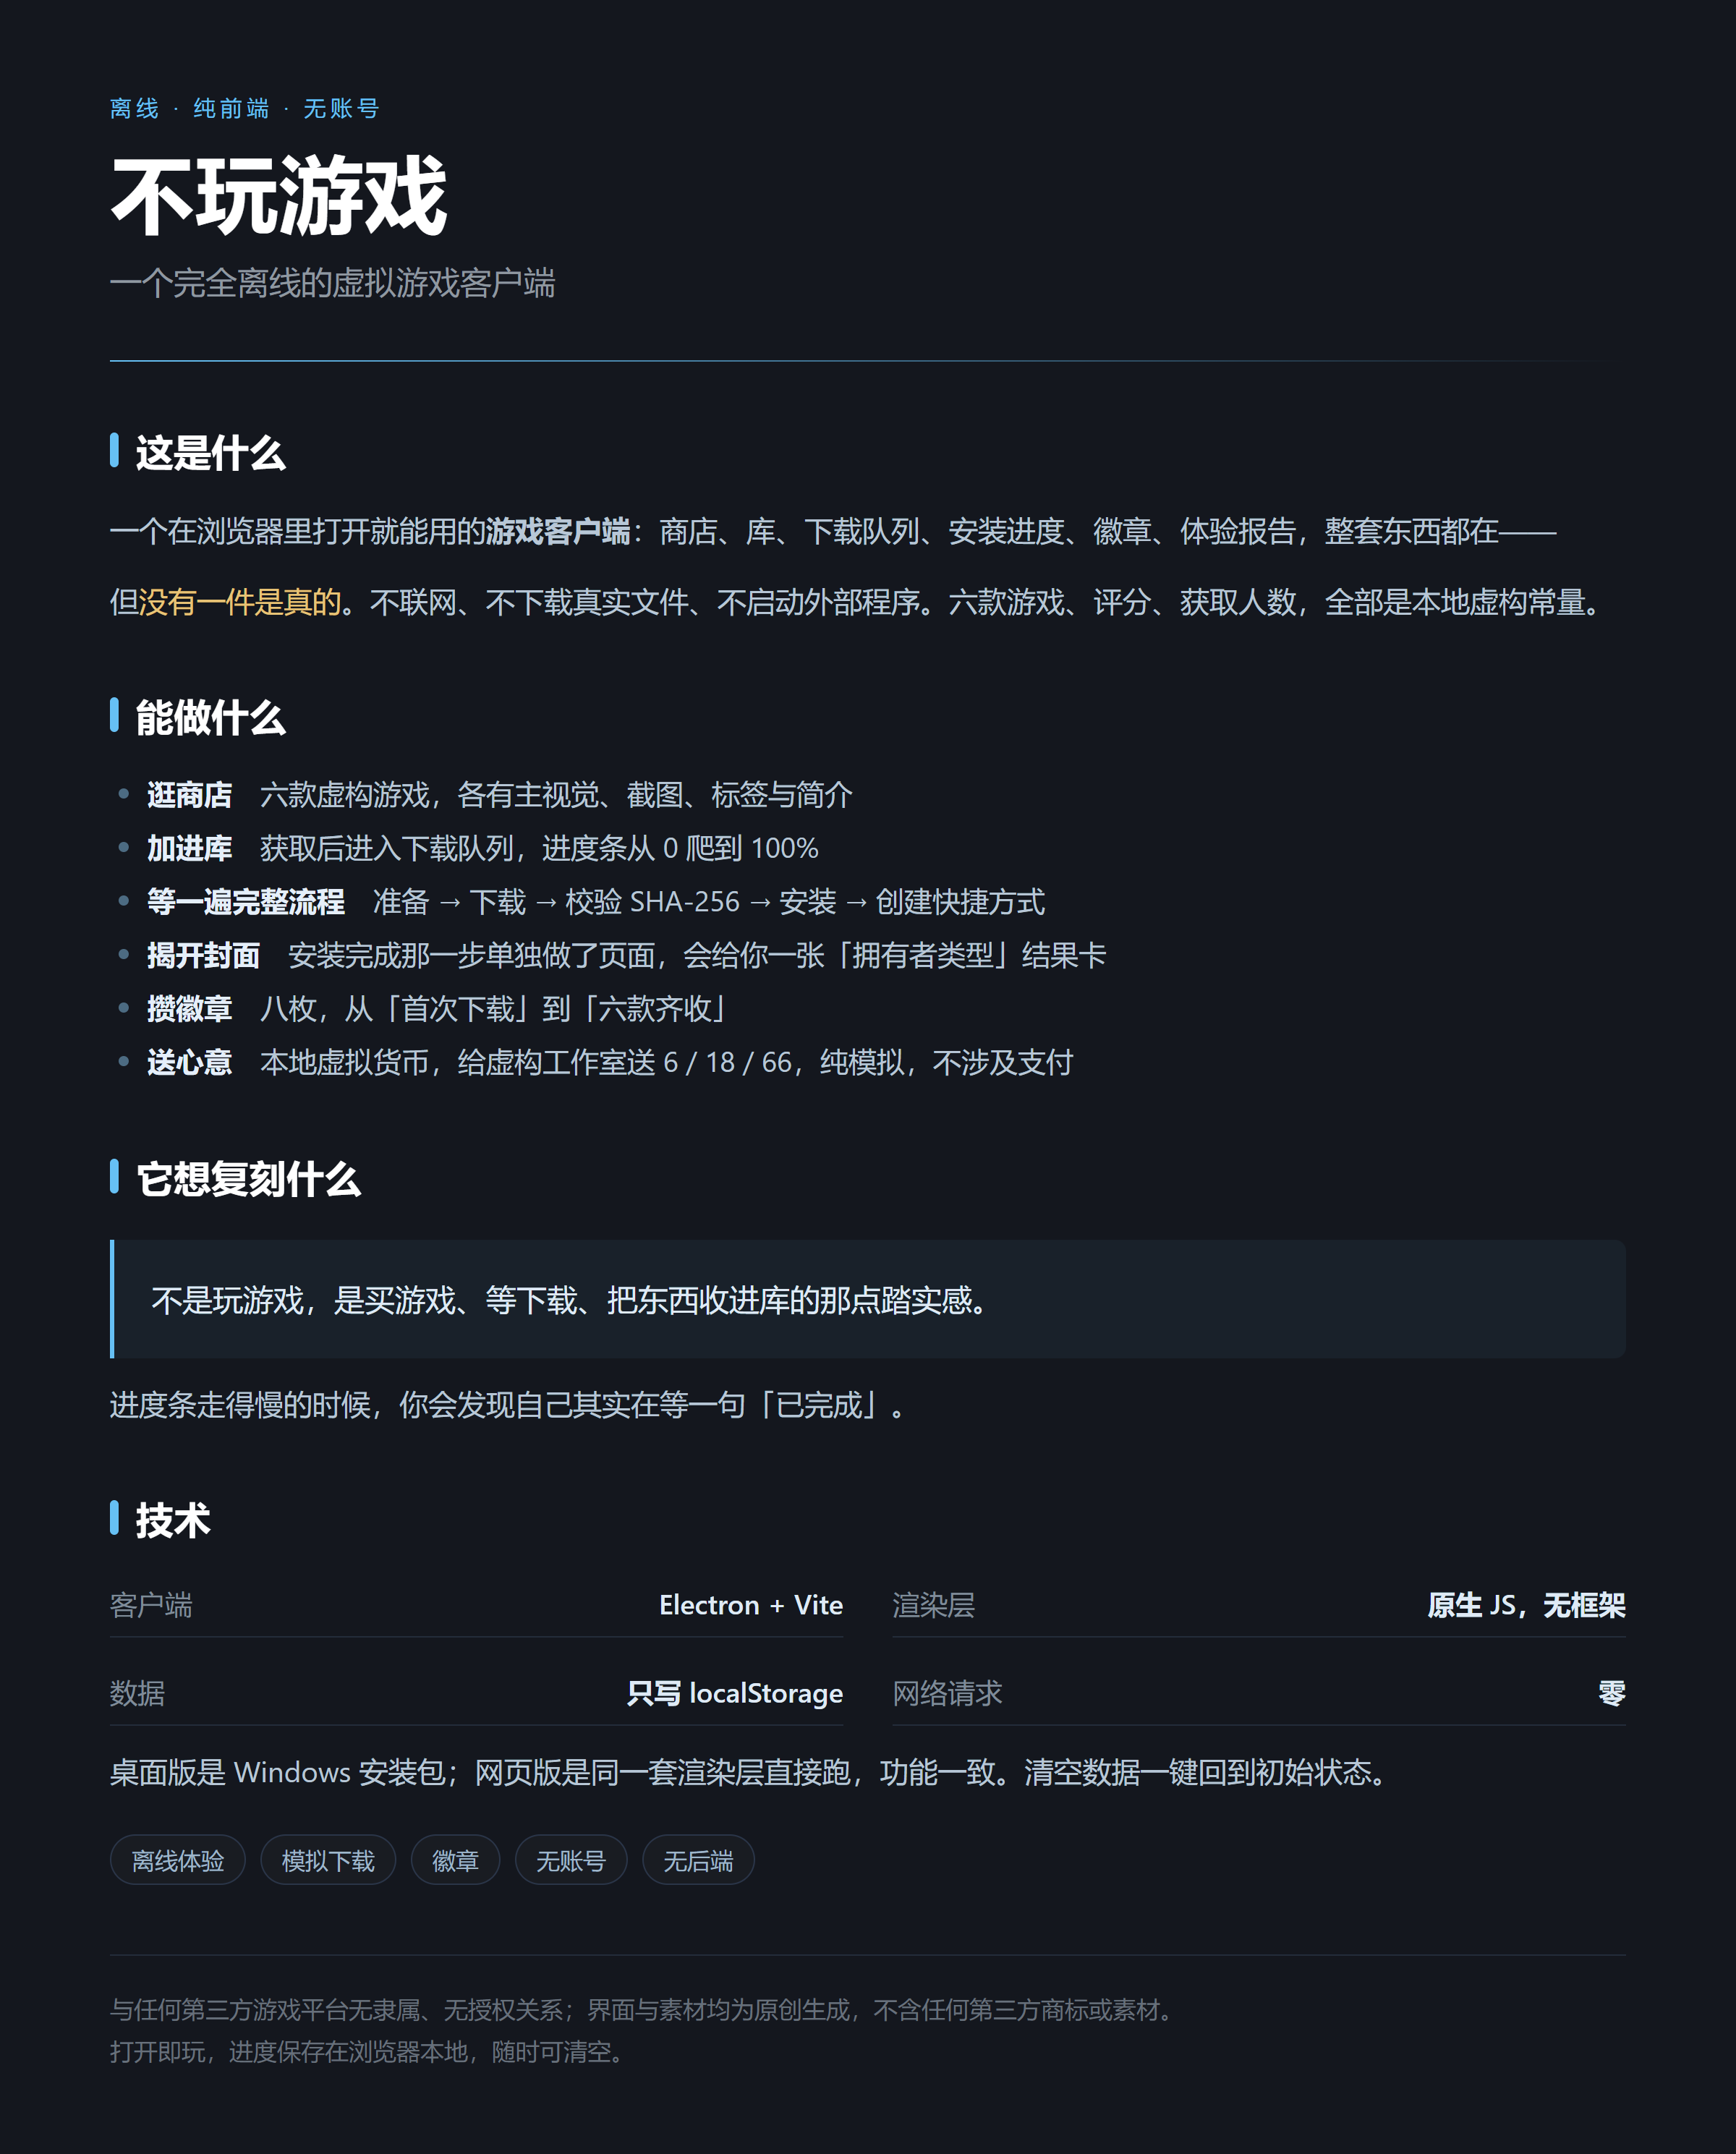 离线 · 纯前端 · 无账号
不玩游戏
一个完全离线的虚拟游戏客户端
这是什么
一个在浏览器里打开就能用的游戏客户端：商店、库、下载队列、安装进度、徽章、体验报告，整套东西都在——
但没有一件是真的。不联网、不下载真实文件、不启动外部程序。六款游戏、评分、获取人数，全部是本地虚构常量。
能做什么
逛商店 六款虚构游戏，各有主视觉、截图、标签与简介
加进库 获取后进入下载队列，进度条从 0 爬到 100%
等一遍完整流程 准备 → 下载 → 校验 SHA-256 → 安装 → 创建快捷方式
揭开封面 安装完成那一步单独做了页面，会给你一张「拥有者类型」结果卡
攒徽章 八枚，从「首次下载」到「六款齐收」
送心意 本地虚拟货币，给虚构工作室送 6 / 18 / 66，纯模拟，不涉及支付
它想复刻什么
不是玩游戏，是买游戏、等下载、把东西收进库的那点踏实感。
进度条走得慢的时候，你会发现自己其实在等一句「已完成」。
技术
客户端 Electron + Vite 渲染层 原生 JS，无框架
数据 只写 localStorage 网络请求 零
桌面版是 Windows 安装包；网页版是同一套渲染层直接跑，功能一致。清空数据一键回到初始状态。
离线体验 模拟下载 徽章 无账号 无后端
与任何第三方游戏平台无隶属、无授权关系；界面与素材均为原创生成，不含任何第三方商标或素材。
打开即玩，进度保存在浏览器本地，随时可清空。